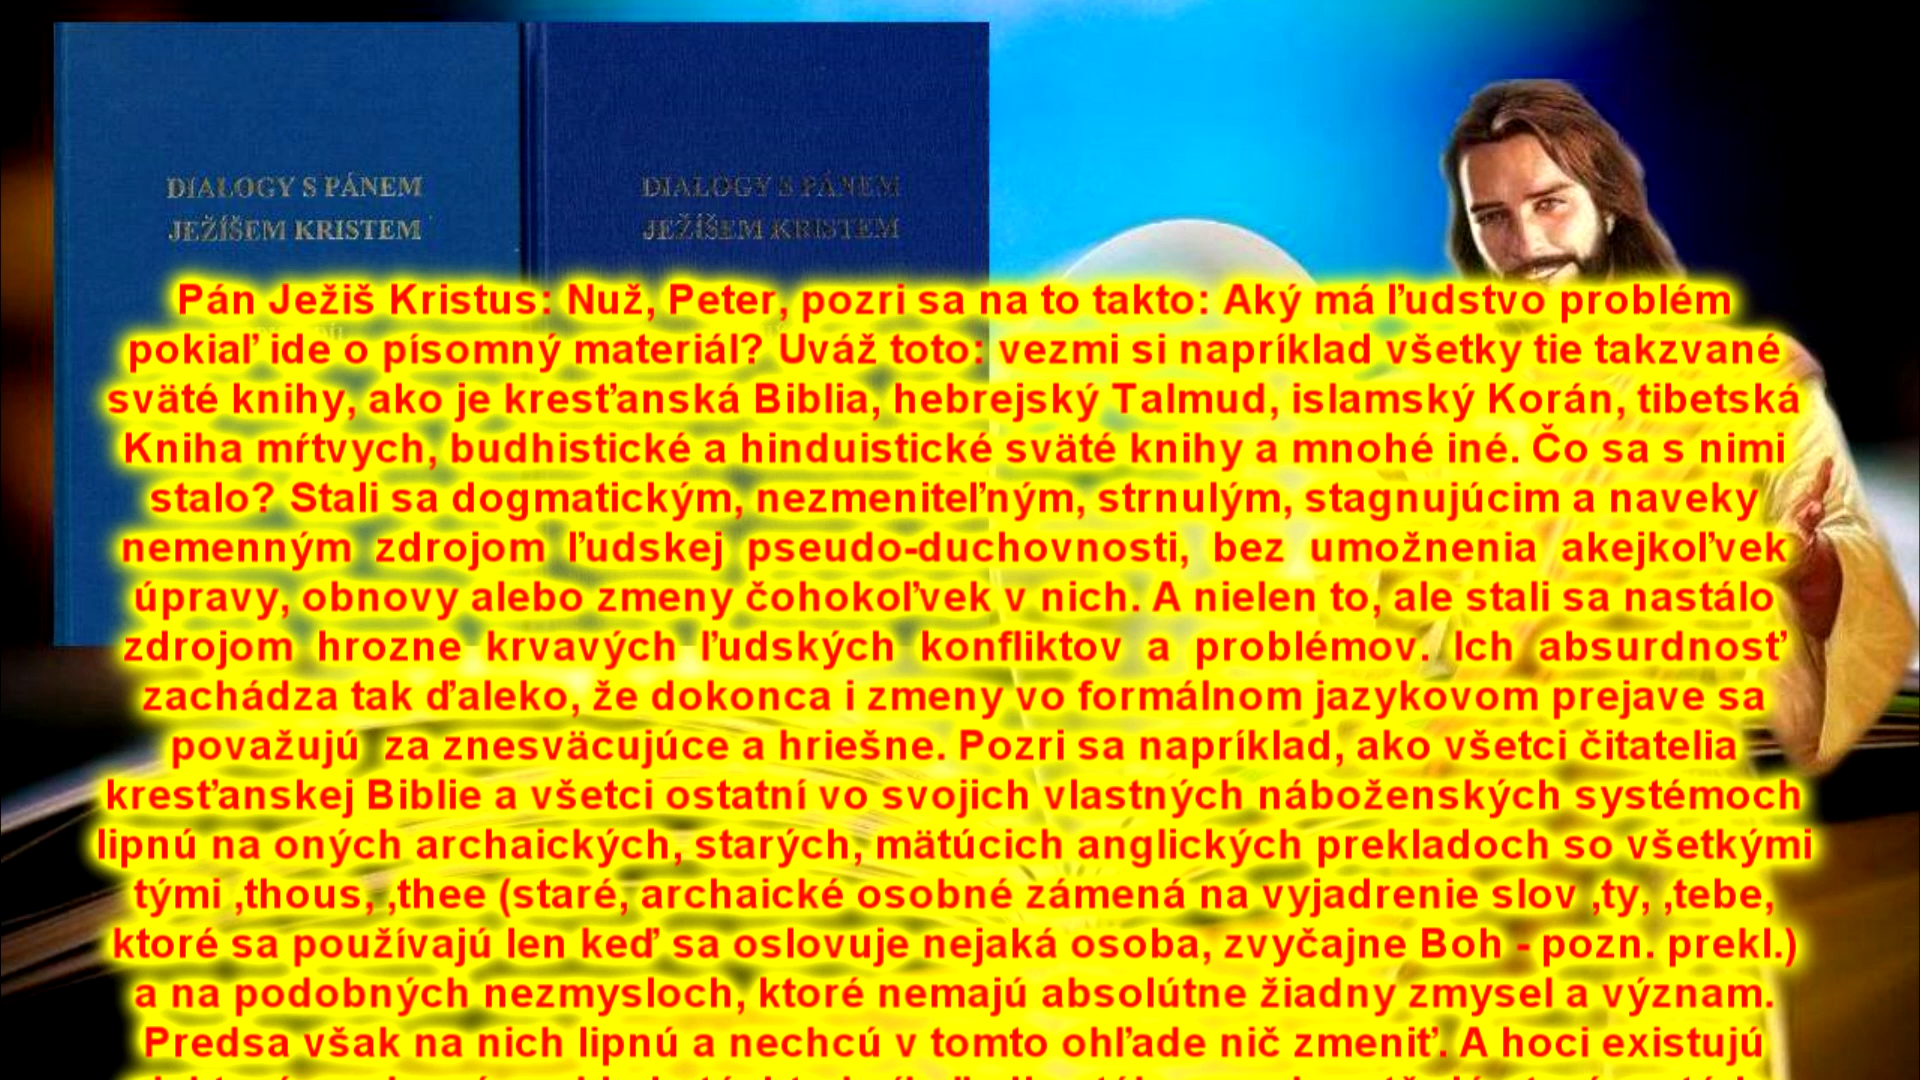 DIALOGY S PÁNEM
JEŽÍŠEM KRISTEM
DIALOGY S PÁNEM
JEŽÍŠEM KRISTEM
Pán Ježiš Kristus: Nuž, Peter, pozri sa na to takto: Aký má ľudstvo problém
pokiaľ ide o písomný materiál? Uváž toto: vezmi si napríklad všetky tie takzvané
sväté knihy, ako je kresťanská Biblia, hebrejský Talmud, islamský Korán, tibetská
Kniha mŕtvych, budhistické a hinduistické sväté knihy a mnohé iné. Čo sa s nimi
stalo? Stali sa dogmatickým, nezmeniteľným, strnulým, stagnujúcim a naveky
nemenným zdrojom ľudskej pseudo-duchovnosti, bez umožnenia akejkoľvek
úpravy, obnovy alebo zmeny čohokoľvek v nich. A nielen to, ale stali sa nastálo
zdrojom hrozne krvavých ľudských konfliktov a problémov. Ich absurdnosť
zachádza tak ďaleko, že dokonca i zmeny vo formálnom jazykovom prejave sa
považujú za znesväcujúce a hriešne. Pozri sa napríklad, ako všetci čitatelia
kresťanskej Biblie a všetci ostatní vo svojich vlastných náboženských systémoch
lipnú na oných archaických, starých, mätúcich anglických prekladoch so všetkými
tými ,thous, ,thee (staré, archaické osobné zámená na vyjadrenie slov ,ty, ,tebe,
ktoré sa používajú len keď sa oslovuje nejaká osoba, zvyčajne Boh - pozn. prekl.)
a na podobných nezmysloch, ktoré nemajú absolútne žiadny zmysel a význam.
Predsa však na nich lipnú a nechcú v tomto ohľade nič zmeniť. A hoci existujú